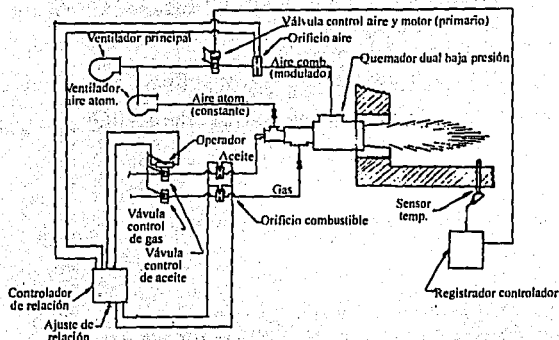 Ventilador principal
Válvula control aire y motor (primario)
Orificio aire
Aire comb.
(modulado)
Quemador dual baja presión
Ventilador
aire atom.
Aire atom.
(constante)
Operador
Aceite
Gas
Orificio combustible
Vávula
control
de gas
Vávula
control
de aceite
Sensor
temp.
Controlador
de relación
Ajuste de
relación
Registrador controlador